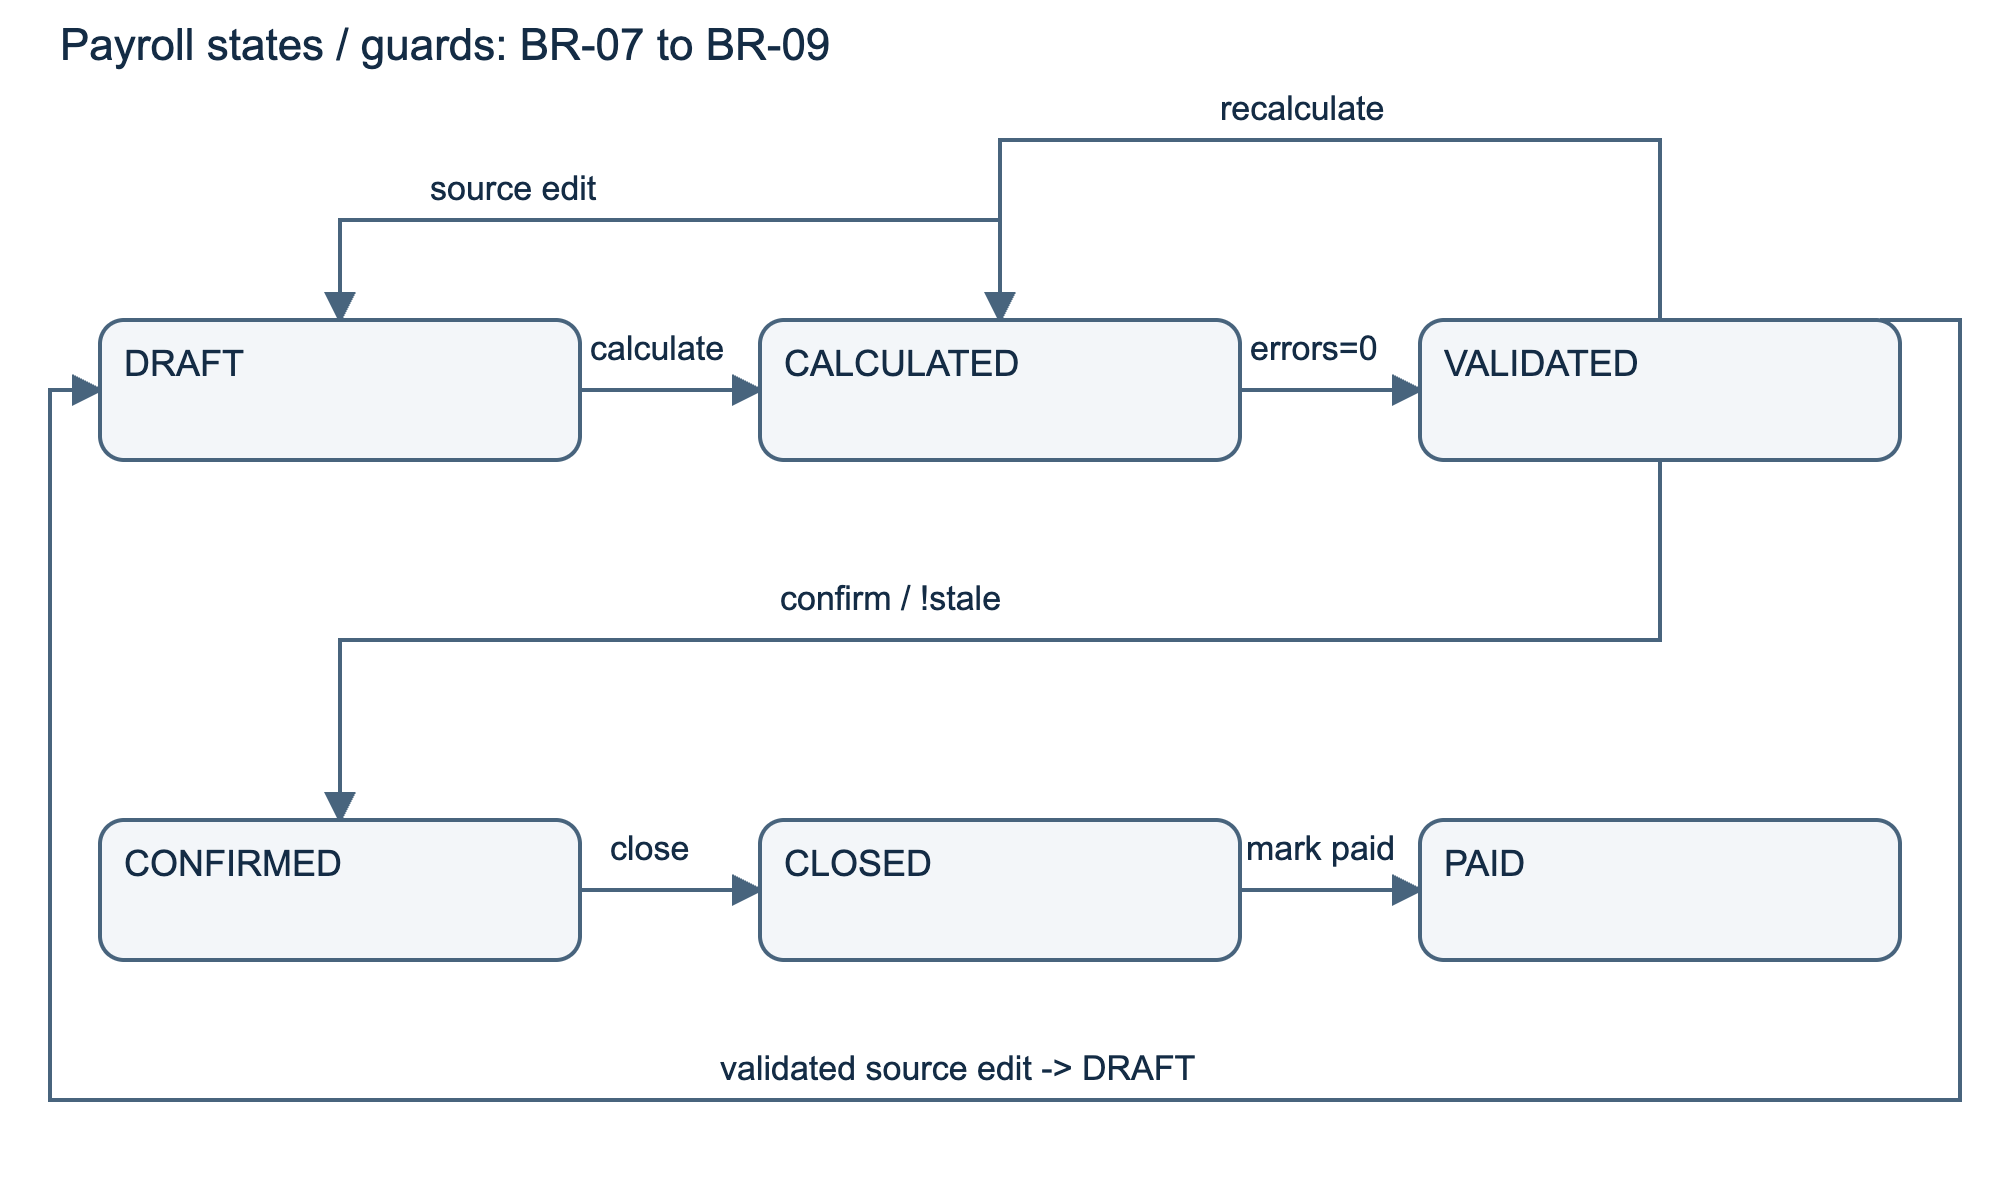 Payroll states / guards: BR-07 to BR-09
recalculate
source edit
DRAFT
calculate
CALCULATED
errors=0
VALIDATED
confirm / !stale
CONFIRMED
close
CLOSED
mark paid
PAID
validated source edit -> DRAFT